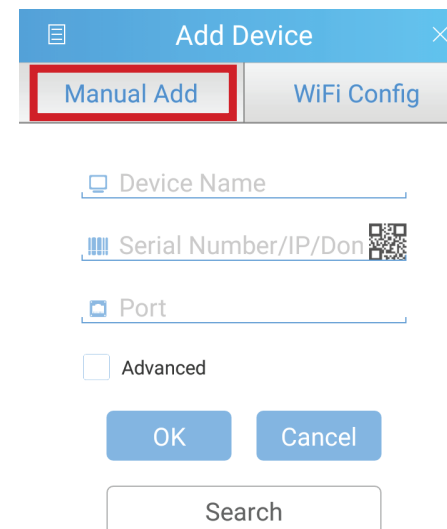 Add Device
Manual Add WiFi Config
Device Name
Serial Number/IP/Don
Port
Advanced
OK Cancel
Search